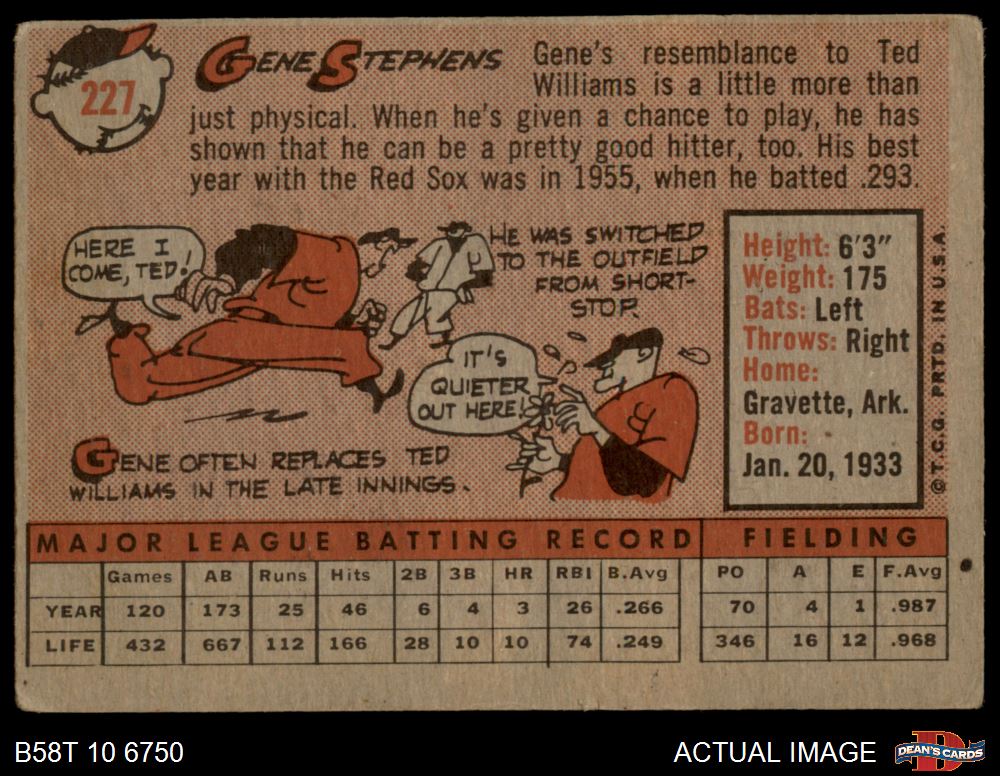 227
GENE STEPHENS
Gene's resemblance to Ted
Williams is a little more than
just physical. When he's given a chance to play, he has
shown that he can be a pretty good hitter, too. His best
year with the Red Sox was in 1955, when he batted .293.
HERE I
COME, TED!
HE WAS SWITCHED
TO THE OUTFIELD
FROM SHORT-
STOP.
IT'S
QUIETER
OUT HERE!
B
GENE OFTEN REPLACES TED
WILLIAMS IN THE LATE INNINGS.
Height: 6'3"
Weight: 175
Bats: Left
Throws: Right
Home:
Gravette, Ark.
Born:
Jan. 20, 1933
© T.C.G. PRTD. IN U.S.A.
MAJOR LEAGUE BATTING RECORD FIELDING
Games AB Runs Hits 2B 3B HR RBI B.Avg PO A E F.Avg
YEAR 120 173 25 46 6 4 3 26 .266 70 4 1 .987
LIFE 432 667 112 166 28 10 10 74 .249 346 16 12 .968
B58T 10 6750
ACTUAL IMAGE
D
DEAN'S CARDS